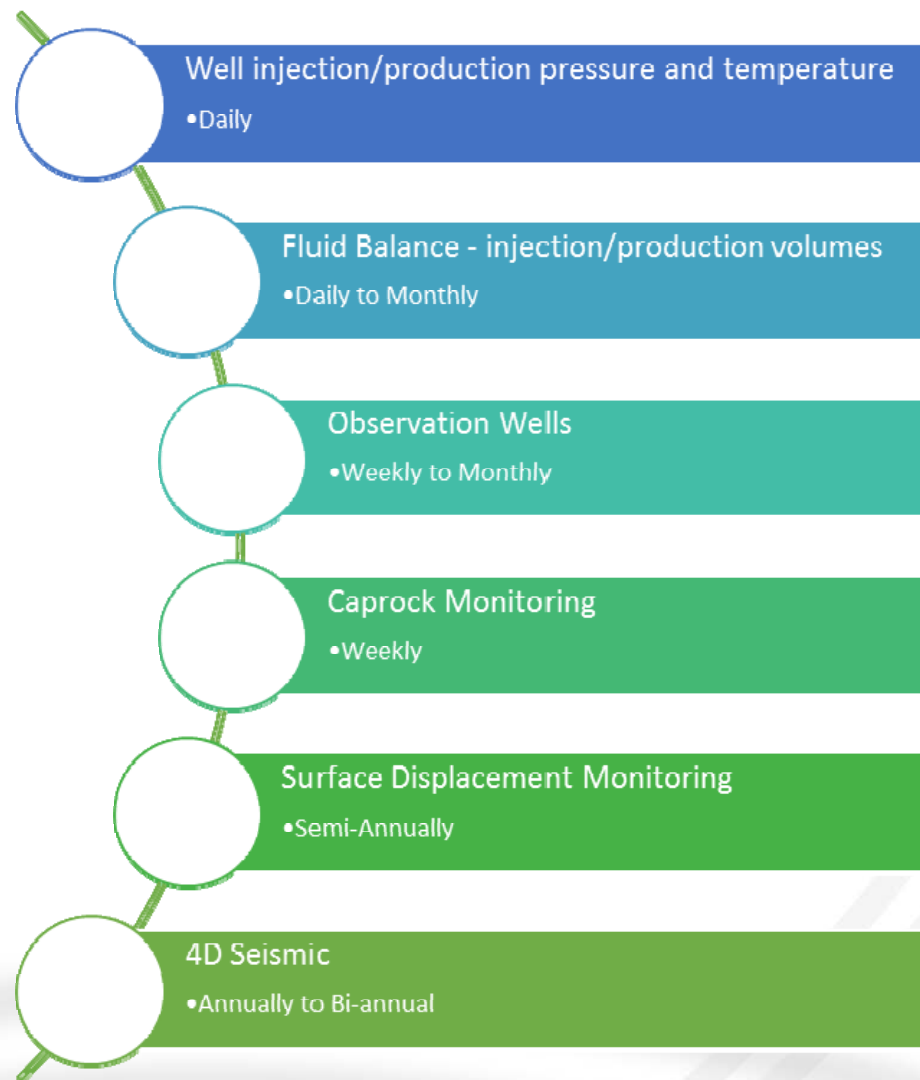 Well injection/production pressure and temperature
•Daily
Fluid Balance - injection/production volumes
•Daily to Monthly
Observation Wells
•Weekly to Monthly
Caprock Monitoring
•Weekly
Surface Displacement Monitoring
•Semi-Annually
4D Seismic
•Annually to Bi-annual